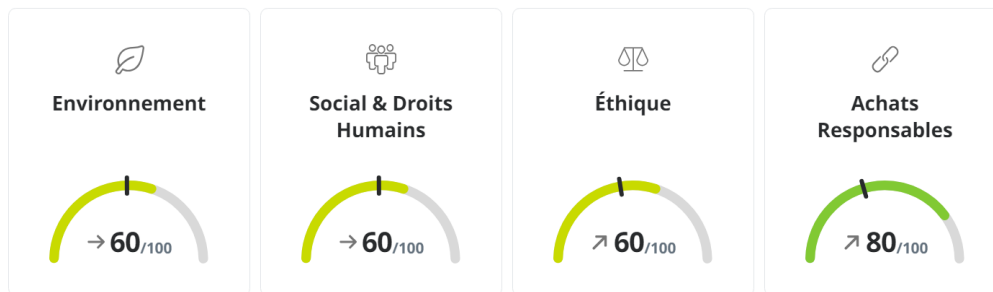 Environnement
→ 60/100
Social & Droits
Humains
→ 60/100
Éthique
↗ 60/100
Achats
Responsables
↗ 80/100